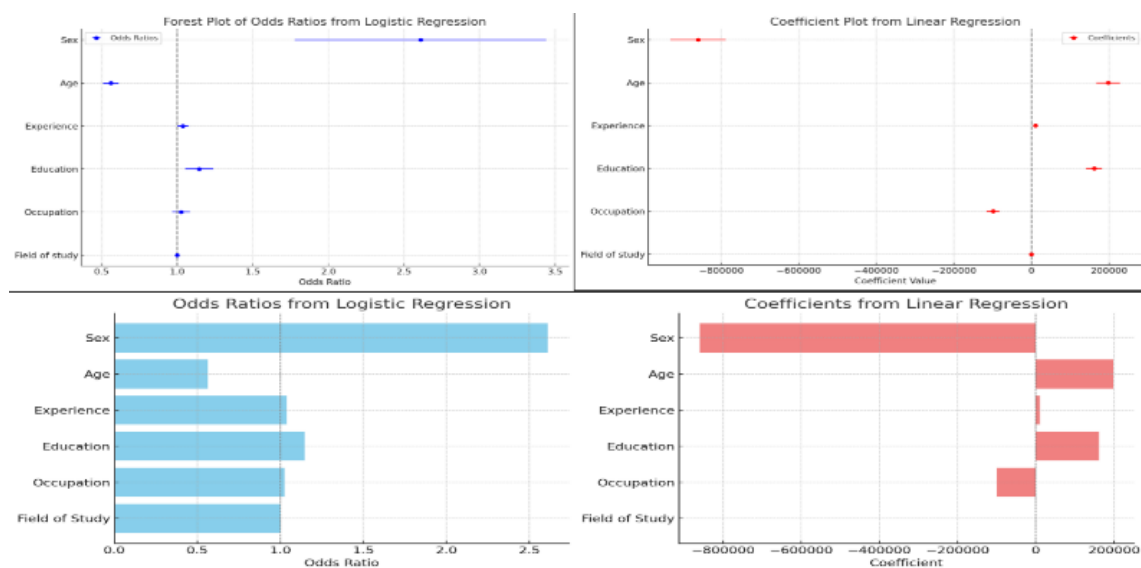 Forest Plot of Odds Ratios from Logistic Regression
Sex
Age
Experience
Education
Occupation
Field of study
Odds Ratios
0.5 1.0 1.5 2.0 2.5 3.0 3.5
Odds Ratio
Coefficient Plot from Linear Regression
Sex
Age
Experience
Education
Occupation
Field of study
Coefficients
−800000 −600000 −400000 −200000 0 200000
Coefficient Value
Odds Ratios from Logistic Regression
Sex
Age
Experience
Education
Occupation
Field of Study
0.0 0.5 1.0 1.5 2.0 2.5
Odds Ratio
Coefficients from Linear Regression
Sex
Age
Experience
Education
Occupation
Field of Study
−800000 −600000 −400000 −200000 0 200000
Coefficient